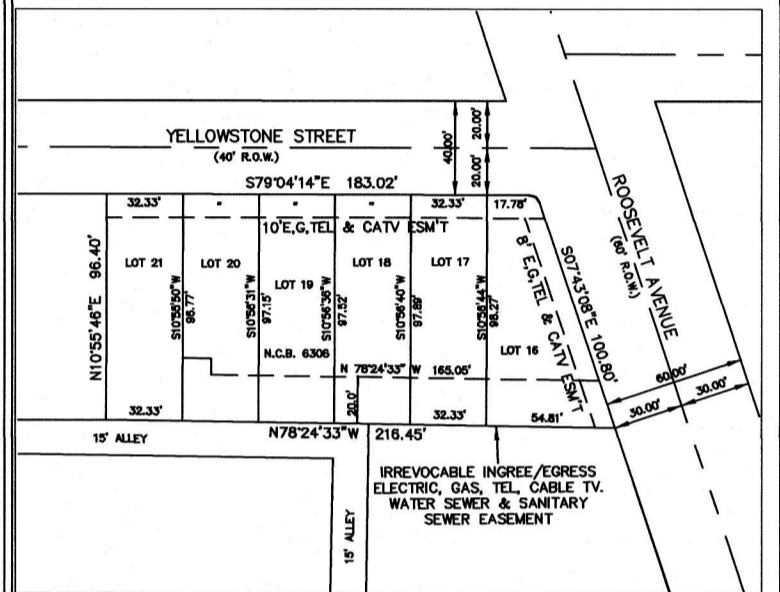 YELLOWSTONE STREET
(40' R.O.W.)
40.00'
20.00'
20.00'
S79°04'14"E 183.02'
ROOSEVELT AVENUE
(60' R.O.W.)
32.33'
"
"
"
32.33'
17.78'
10'E,G,TEL & CATV ESM'T
8' E,G,TEL & CATV ESM'T
S07°43'08"E 100.80'
N10°55'46"E 96.40'
LOT 21
S10°55'50"W
96.77'
LOT 20
S10°56'31"W
97.15'
LOT 19
S10°56'36"W
97.52'
LOT 18
S10°56'40"W
97.89'
LOT 17
S10°56'44"W
98.27'
LOT 16
N.C.B. 6306
N 78°24'33" W 165.05'
60.00'
30.00'
30.00'
32.33'
20.0'
32.33'
54.81'
15' ALLEY
N78°24'33"W 216.45'
15' ALLEY
IRREVOCABLE INGREE/EGRESS
ELECTRIC, GAS, TEL, CABLE TV.
WATER SEWER & SANITARY
SEWER EASEMENT